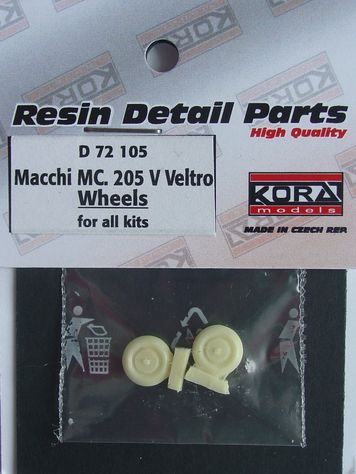 Resin Detail Parts
High Quality
D 72 105
Macchi MC. 205 V Veltro
Wheels
for all kits
KORA
models
MADE IN CZECH REP.